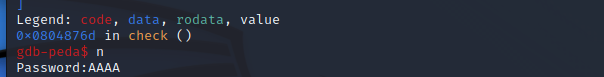 ]
Legend: code, data, rodata, value
0x0804876d in check ()
gdb-peda$ n
Password:AAAA